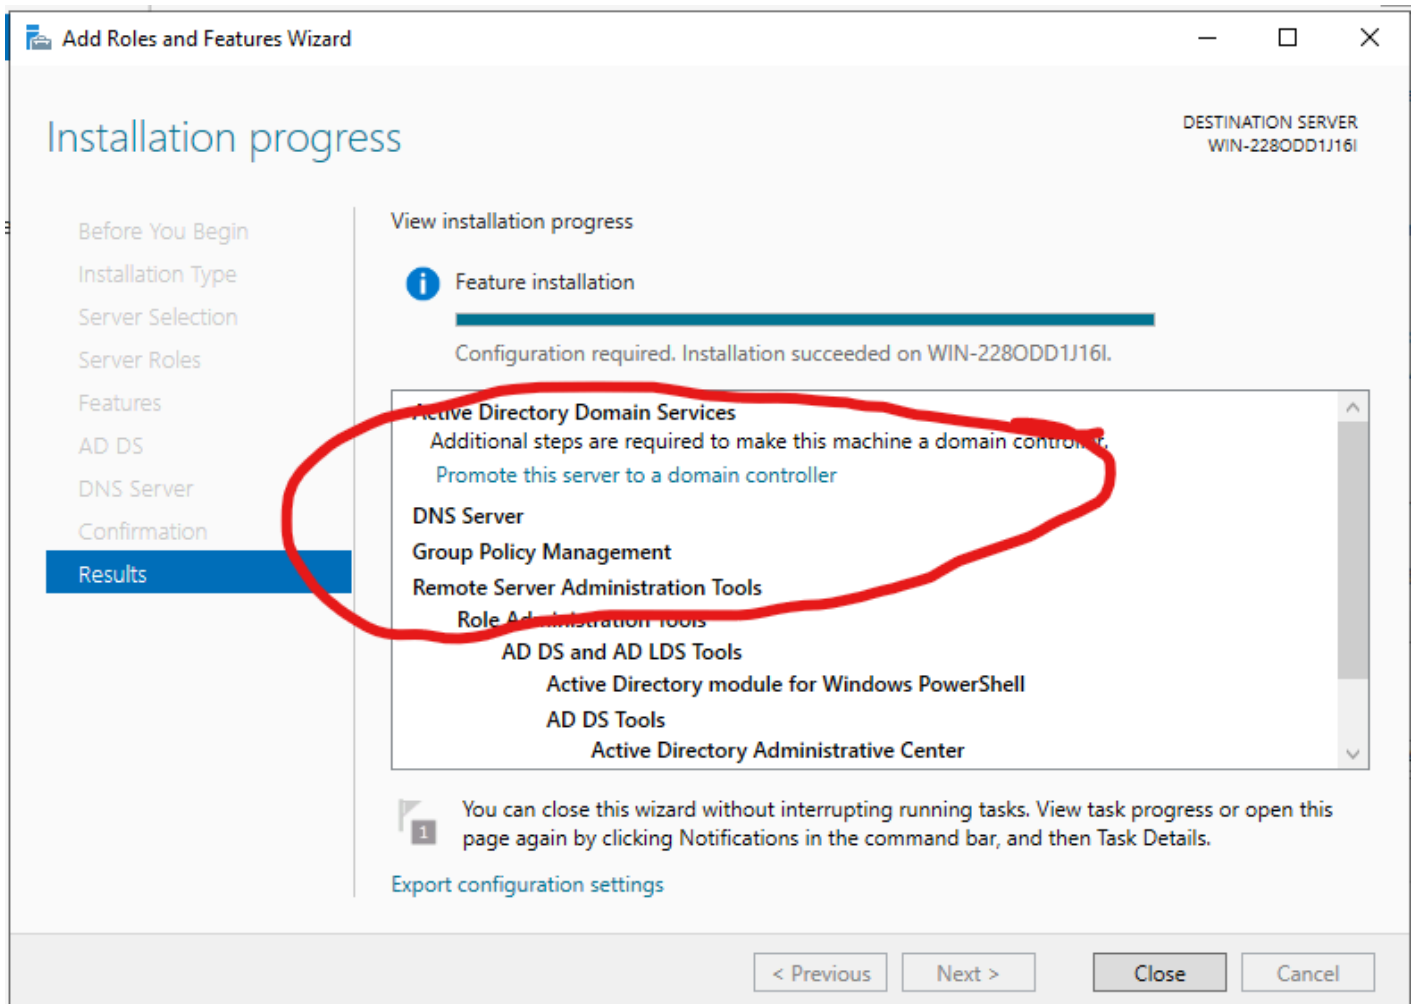 Add Roles and Features Wizard
Installation progress
DESTINATION SERVER
WIN-228ODD1J16I
Before You Begin
Installation Type
Server Selection
Server Roles
Features
AD DS
DNS Server
Confirmation
Results
View installation progress
Feature installation
Configuration required. Installation succeeded on WIN-228ODD1J16I.
Active Directory Domain Services
Additional steps are required to make this machine a domain controller.
Promote this server to a domain controller
DNS Server
Group Policy Management
Remote Server Administration Tools
Role Administration Tools
AD DS and AD LDS Tools
Active Directory module for Windows PowerShell
AD DS Tools
Active Directory Administrative Center
1
You can close this wizard without interrupting running tasks. View task progress or open this
page again by clicking Notifications in the command bar, and then Task Details.
Export configuration settings
< Previous
Next >
Close
Cancel